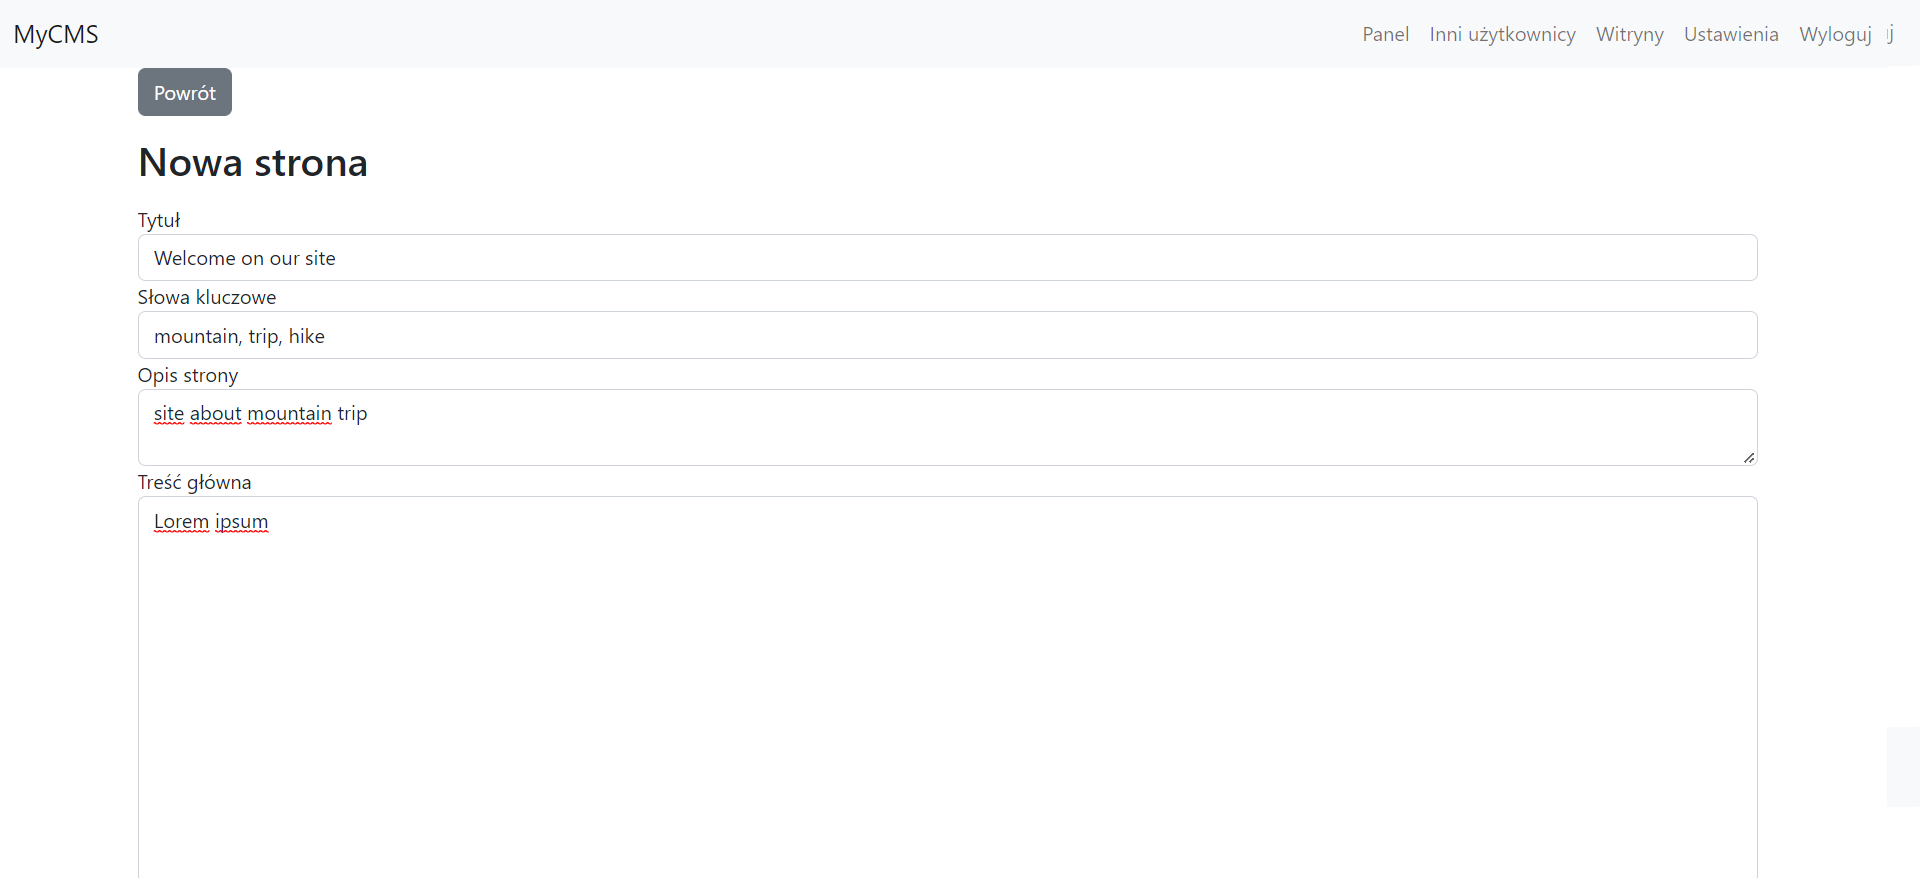 MyCMS Panel Inni użytkownicy Witryny Ustawienia Wyloguj j
Powrót
Nowa strona
Tytuł
Welcome on our site
Słowa kluczowe
mountain, trip, hike
Opis strony
site about mountain trip
Treść główna
Lorem ipsum